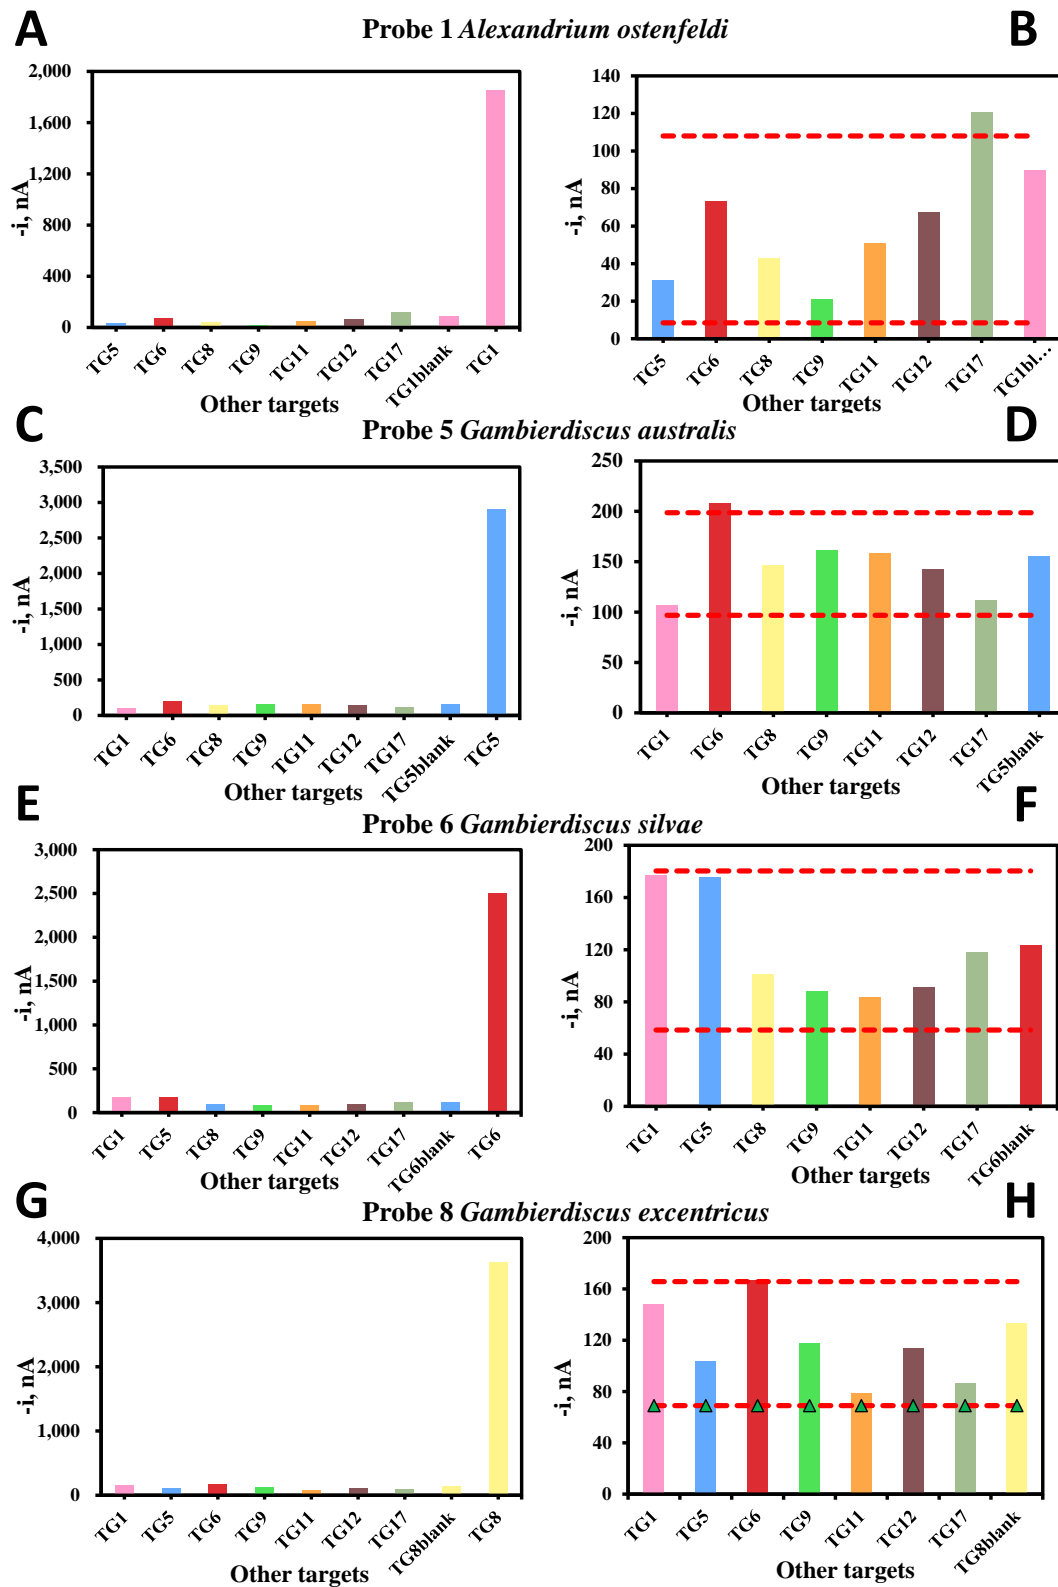 A
Probe 1 Alexandrium ostenfeldi
B
2,000
1,600
1,200
800
400
0
-i, nA
TG5 TG6 TG8 TG9 TG11 TG12 TG17 TG1blank TG1
Other targets
140
120
100
80
60
40
20
0
-i, nA
TG5 TG6 TG8 TG9 TG11 TG12 TG17 TG1bl…
Other targets
C
Probe 5 Gambierdiscus australis
D
3,500
3,000
2,500
2,000
1,500
1,000
500
0
-i, nA
TG1 TG6 TG8 TG9 TG11 TG12 TG17 TG5blank TG5
Other targets
250
200
150
100
50
0
-i, nA
TG1 TG6 TG8 TG9 TG11 TG12 TG17 TG5blank
Other targets
E
Probe 6 Gambierdiscus silvae
F
3,000
2,500
2,000
1,500
1,000
500
0
-i, nA
TG1 TG5 TG8 TG9 TG11 TG12 TG17 TG6blank TG6
Other targets
200
160
120
80
40
0
-i, nA
TG1 TG5 TG8 TG9 TG11 TG12 TG17 TG6blank
Other targets
G
Probe 8 Gambierdiscus excentricus
H
4,000
3,000
2,000
1,000
0
-i, nA
TG1 TG5 TG6 TG9 TG11 TG12 TG17 TG8blank TG8
Other targets
200
160
120
80
40
0
-i, nA
TG1 TG5 TG6 TG9 TG11 TG12 TG17 TG8blank
Other targets